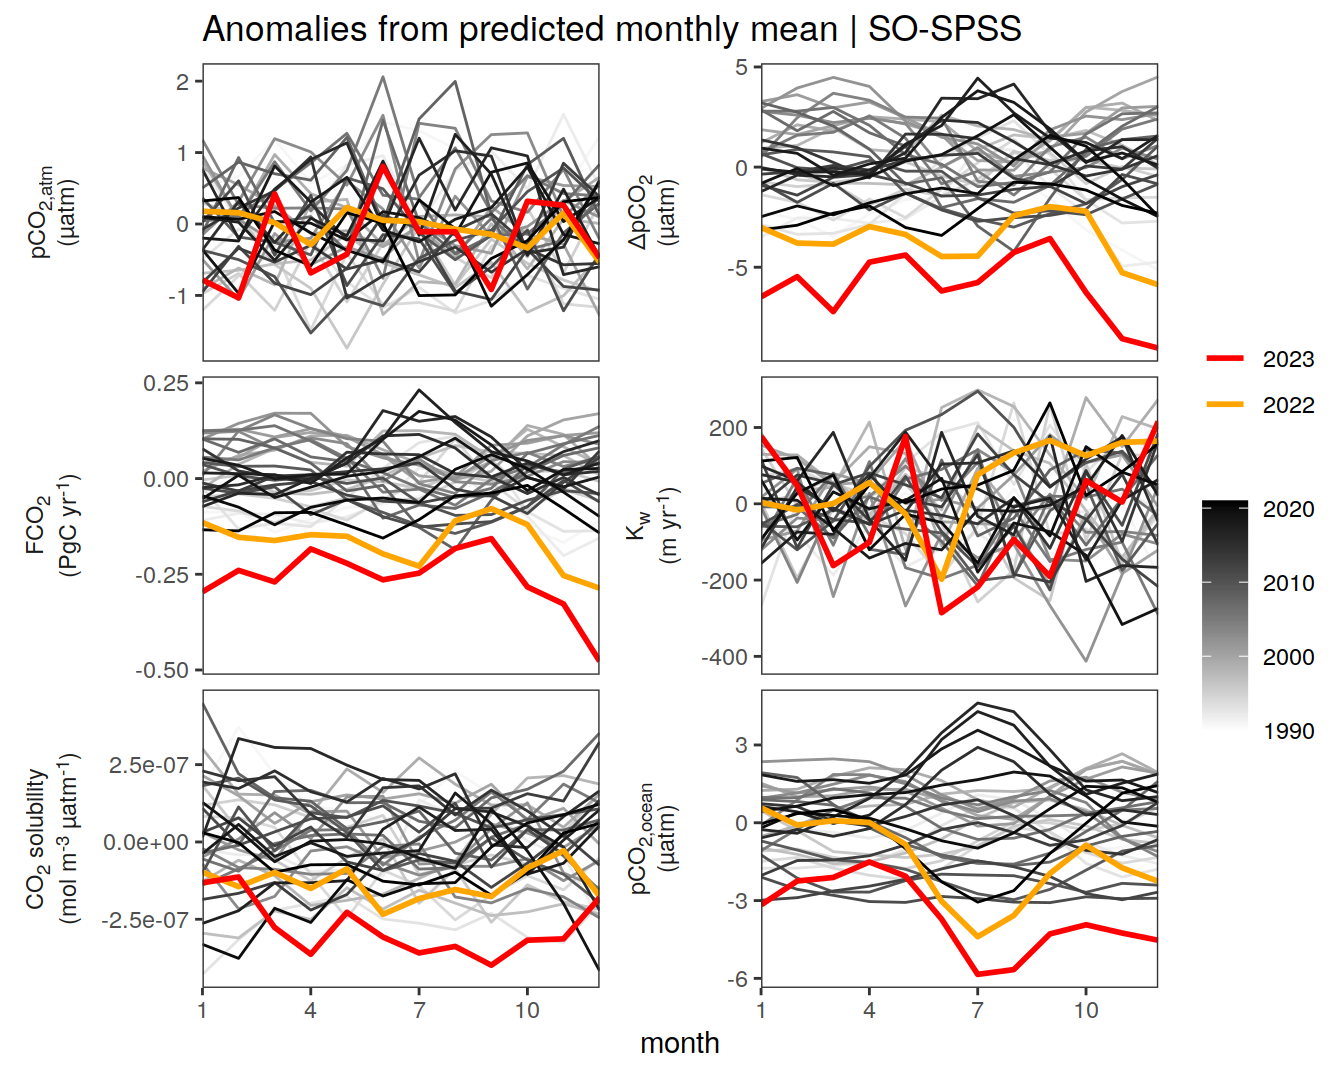 Anomalies from predicted monthly mean | SO-SPSS
pCO2,atm
(µatm)
2
1
0
-1
ΔpCO2
(µatm)
5
0
-5
FCO2
(PgC yr-1)
0.25
0.00
-0.25
-0.50
Kw
(m yr-1)
200
0
-200
-400
CO2 solubility
(mol m-3 µatm-1)
2.5e-07
0.0e+00
-2.5e-07
pCO2,ocean
(µatm)
3
0
-3
-6
1 4 7 10
1 4 7 10
month
2023
2022
2020
2010
2000
1990